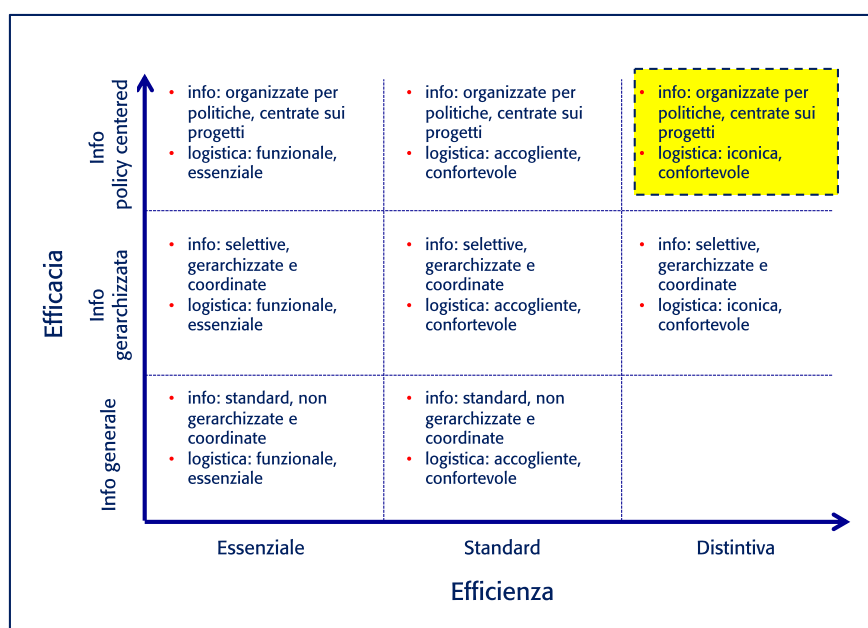 Efficacia
Info
policy centered
• info: organizzate per
politiche, centrate sui
progetti
• logistica: funzionale,
essenziale
• info: organizzate per
politiche, centrate sui
progetti
• logistica: accogliente,
confortevole
• info: organizzate per
politiche, centrate sui
progetti
• logistica: iconica,
confortevole
Info
gerarchizzata
• info: selettive,
gerarchizzate e
coordinate
• logistica: funzionale,
essenziale
• info: selettive,
gerarchizzate e
coordinate
• logistica: accogliente,
confortevole
• info: selettive,
gerarchizzate e
coordinate
• logistica: iconica,
confortevole
Info generale
• info: standard, non
gerarchizzate e
coordinate
• logistica: funzionale,
essenziale
• info: standard, non
gerarchizzate e
coordinate
• logistica: accogliente,
confortevole
Essenziale
Standard
Distintiva
Efficienza